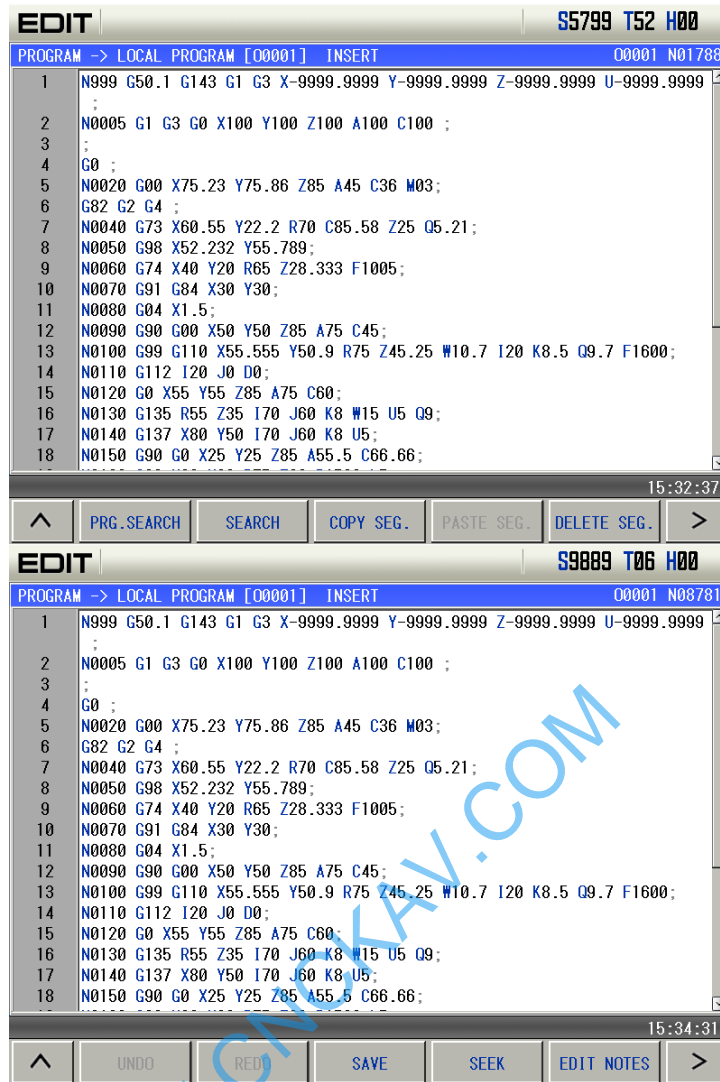 EDIT S5799 T52 H00
PROGRAM -> LOCAL PROGRAM [O0001] INSERT O0001 N01788
1 N999 G50.1 G143 G1 G3 X-9999.9999 Y-9999.9999 Z-9999.9999 U-9999.9999
;
2 N0005 G1 G3 G0 X100 Y100 Z100 A100 C100 ;
3 ;
4 G0 ;
5 N0020 G00 X75.23 Y75.86 Z85 A45 C36 M03;
6 G82 G2 G4 ;
7 N0040 G73 X60.55 Y22.2 R70 C85.58 Z25 Q5.21;
8 N0050 G98 X52.232 Y55.789;
9 N0060 G74 X40 Y20 R65 Z28.333 F1005;
10 N0070 G91 G84 X30 Y30;
11 N0080 G04 X1.5;
12 N0090 G90 G00 X50 Y50 Z85 A75 C45;
13 N0100 G99 G110 X55.555 Y50.9 R75 Z45.25 W10.7 I20 K8.5 Q9.7 F1600;
14 N0110 G112 I20 J0 D0;
15 N0120 G0 X55 Y55 Z85 A75 C60;
16 N0130 G135 R55 Z35 I70 J60 K8 W15 U5 Q9;
17 N0140 G137 X80 Y50 I70 J60 K8 U5;
18 N0150 G90 G0 X25 Y25 Z85 A55.5 C66.66;
15:32:37
^ PRG.SEARCH SEARCH COPY SEG. PASTE SEG. DELETE SEG. >
EDIT S9889 T06 H00
PROGRAM -> LOCAL PROGRAM [O0001] INSERT O0001 N08781
1 N999 G50.1 G143 G1 G3 X-9999.9999 Y-9999.9999 Z-9999.9999 U-9999.9999
;
2 N0005 G1 G3 G0 X100 Y100 Z100 A100 C100 ;
3 ;
4 G0 ;
5 N0020 G00 X75.23 Y75.86 Z85 A45 C36 M03;
6 G82 G2 G4 ;
7 N0040 G73 X60.55 Y22.2 R70 C85.58 Z25 Q5.21;
8 N0050 G98 X52.232 Y55.789;
9 N0060 G74 X40 Y20 R65 Z28.333 F1005;
10 N0070 G91 G84 X30 Y30;
11 N0080 G04 X1.5;
12 N0090 G90 G00 X50 Y50 Z85 A75 C45;
13 N0100 G99 G110 X55.555 Y50.9 R75 Z45.25 W10.7 I20 K8.5 Q9.7 F1600;
14 N0110 G112 I20 J0 D0;
15 N0120 G0 X55 Y55 Z85 A75 C60;
16 N0130 G135 R55 Z35 I70 J60 K8 W15 U5 Q9;
17 N0140 G137 X80 Y50 I70 J60 K8 U5;
18 N0150 G90 G0 X25 Y25 Z85 A55.5 C66.66;
15:34:31
^ UNDO REDO SAVE SEEK EDIT NOTES >
CNCKAV.COM